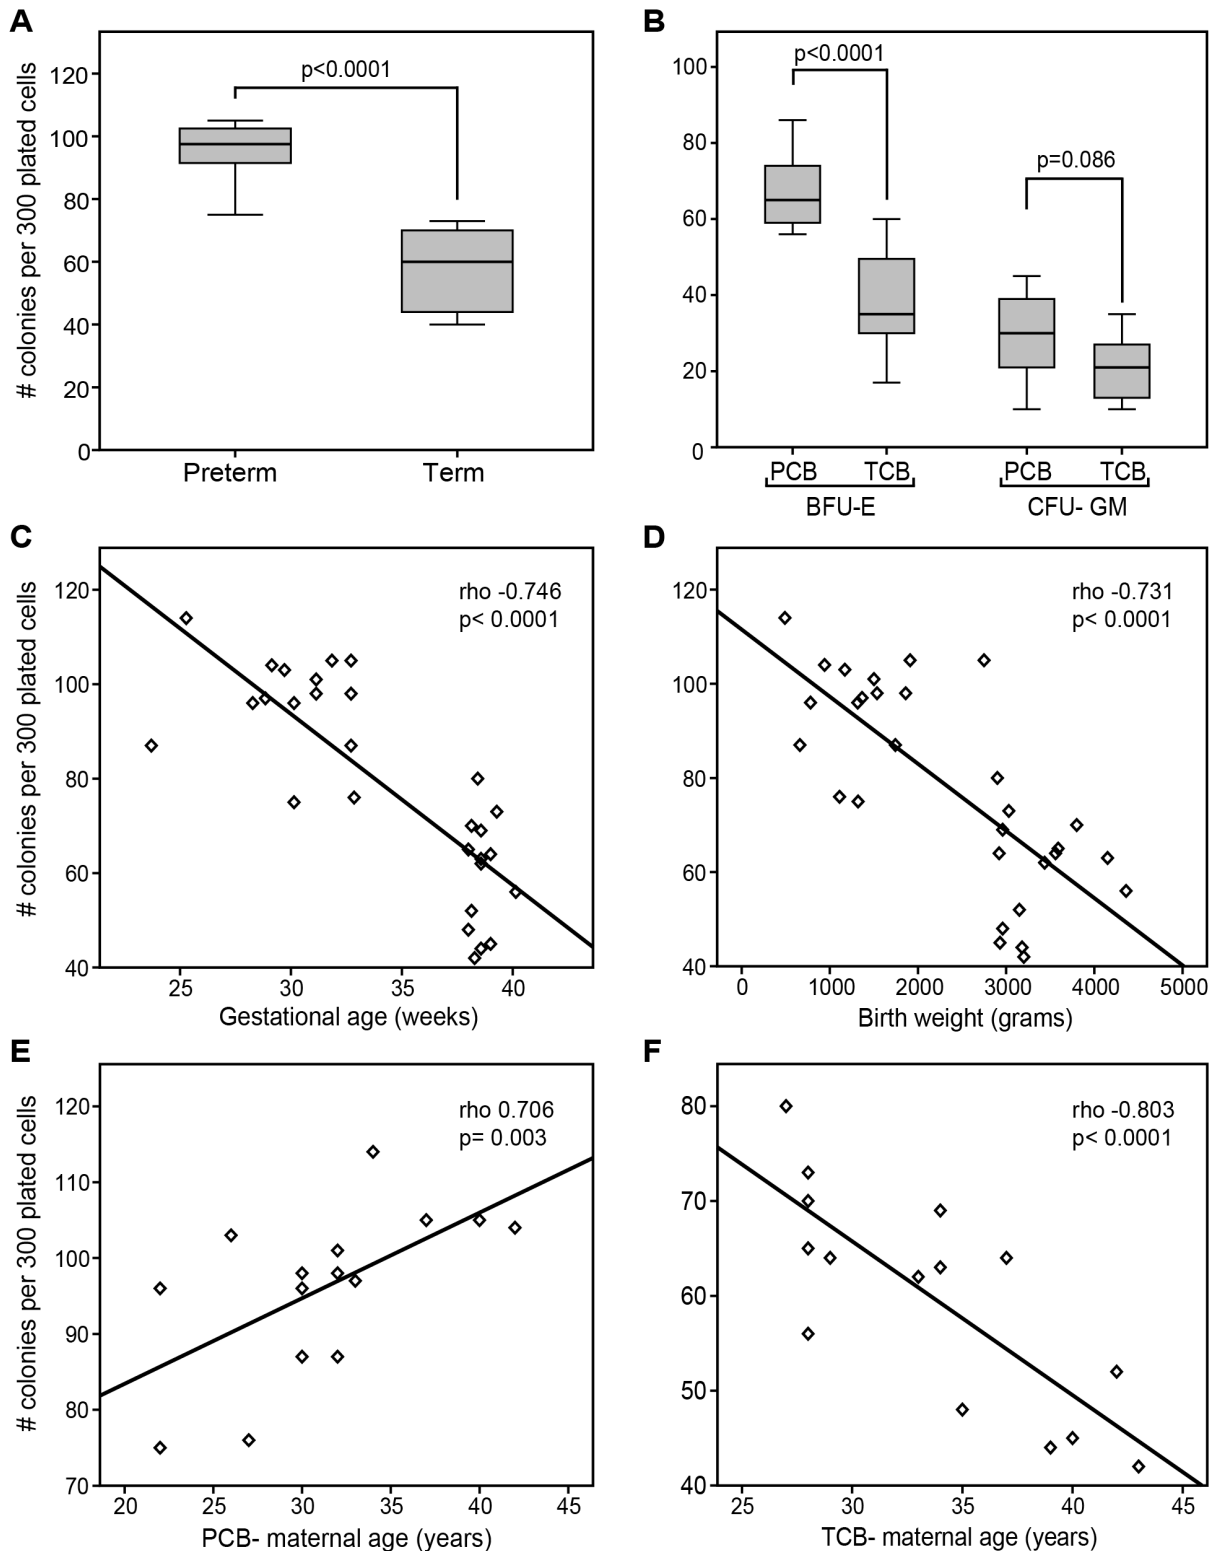 A
# colonies per 300 plated cells
120
100
80
60
40
20
0
p<0.0001
Preterm
Term
B
100
80
60
40
20
0
p<0.0001
p=0.086
PCB TCB PCB TCB
BFU-E CFU- GM
C
# colonies per 300 plated cells
120
100
80
60
40
rho -0.746
p< 0.0001
25 30 35 40
Gestational age (weeks)
D
120
100
80
60
40
rho -0.731
p< 0.0001
0 1000 2000 3000 4000 5000
Birth weight (grams)
E
# colonies per 300 plated cells
120
110
100
90
80
70
rho 0.706
p= 0.003
20 25 30 35 40 45
PCB- maternal age (years)
F
80
70
60
50
40
rho -0.803
p< 0.0001
25 30 35 40 45
TCB- maternal age (years)